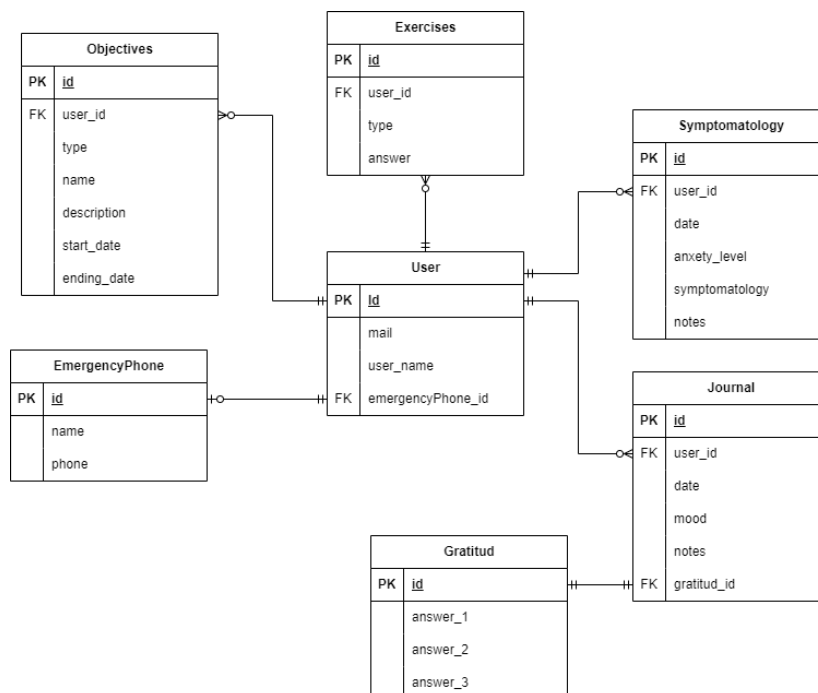 Objectives
PK id
FK user_id
type
name
description
start_date
ending_date
Exercises
PK id
FK user_id
type
answer
Symptomatology
PK id
FK user_id
date
anxety_level
symptomatology
notes
User
PK Id
mail
user_name
FK emergencyPhone_id
EmergencyPhone
PK id
name
phone
Journal
PK id
FK user_id
date
mood
notes
FK gratitud_id
Gratitud
PK id
answer_1
answer_2
answer_3